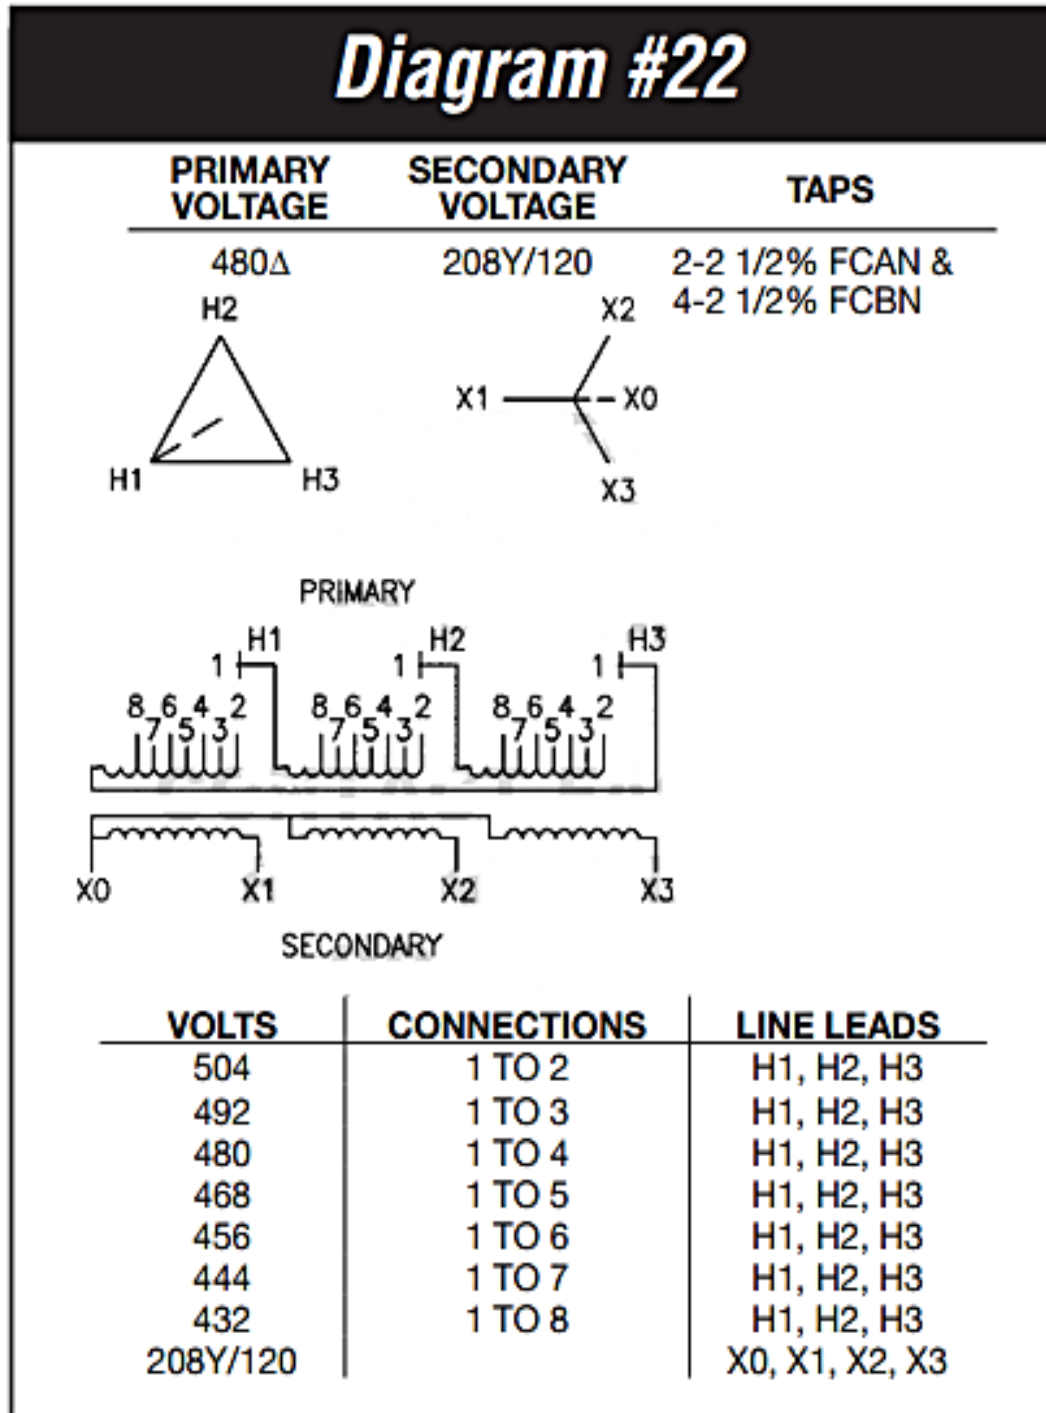 Diagram #22
PRIMARY VOLTAGE SECONDARY VOLTAGE TAPS
480Δ 208Y/120 2-2 1/2% FCAN &
4-2 1/2% FCBN
H2 X2
X1 X0
H1 H3 X3
PRIMARY
H1 H2 H3
1 1 1
8 6 4 2 8 6 4 2 8 6 4 2
7 5 3 7 5 3 7 5 3
X0 X1 X2 X3
SECONDARY
VOLTS CONNECTIONS LINE LEADS
504 1 TO 2 H1, H2, H3
492 1 TO 3 H1, H2, H3
480 1 TO 4 H1, H2, H3
468 1 TO 5 H1, H2, H3
456 1 TO 6 H1, H2, H3
444 1 TO 7 H1, H2, H3
432 1 TO 8 H1, H2, H3
208Y/120 X0, X1, X2, X3